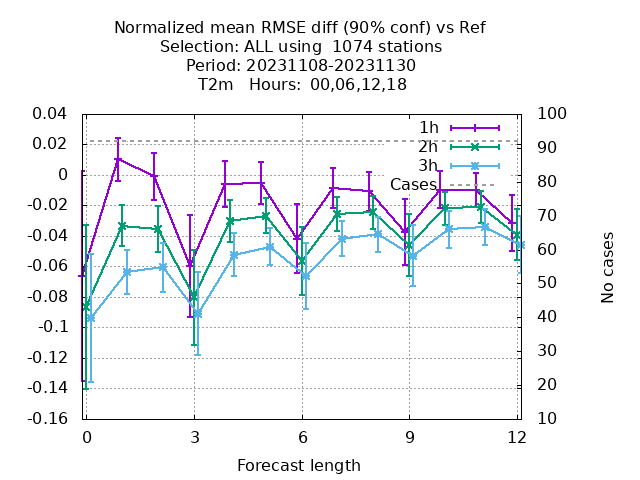 Normalized mean RMSE diff (90% conf) vs Ref
Selection: ALL using  1074 stations
Period: 20231108-20231130
T2m   Hours:  00,06,12,18
0.04
0.02
0
-0.02
-0.04
-0.06
-0.08
-0.1
-0.12
-0.14
-0.16
1h
2h
3h
Cases
100
90
80
70
60
50
40
30
20
10
No cases
0
3
6
9
12
Forecast length